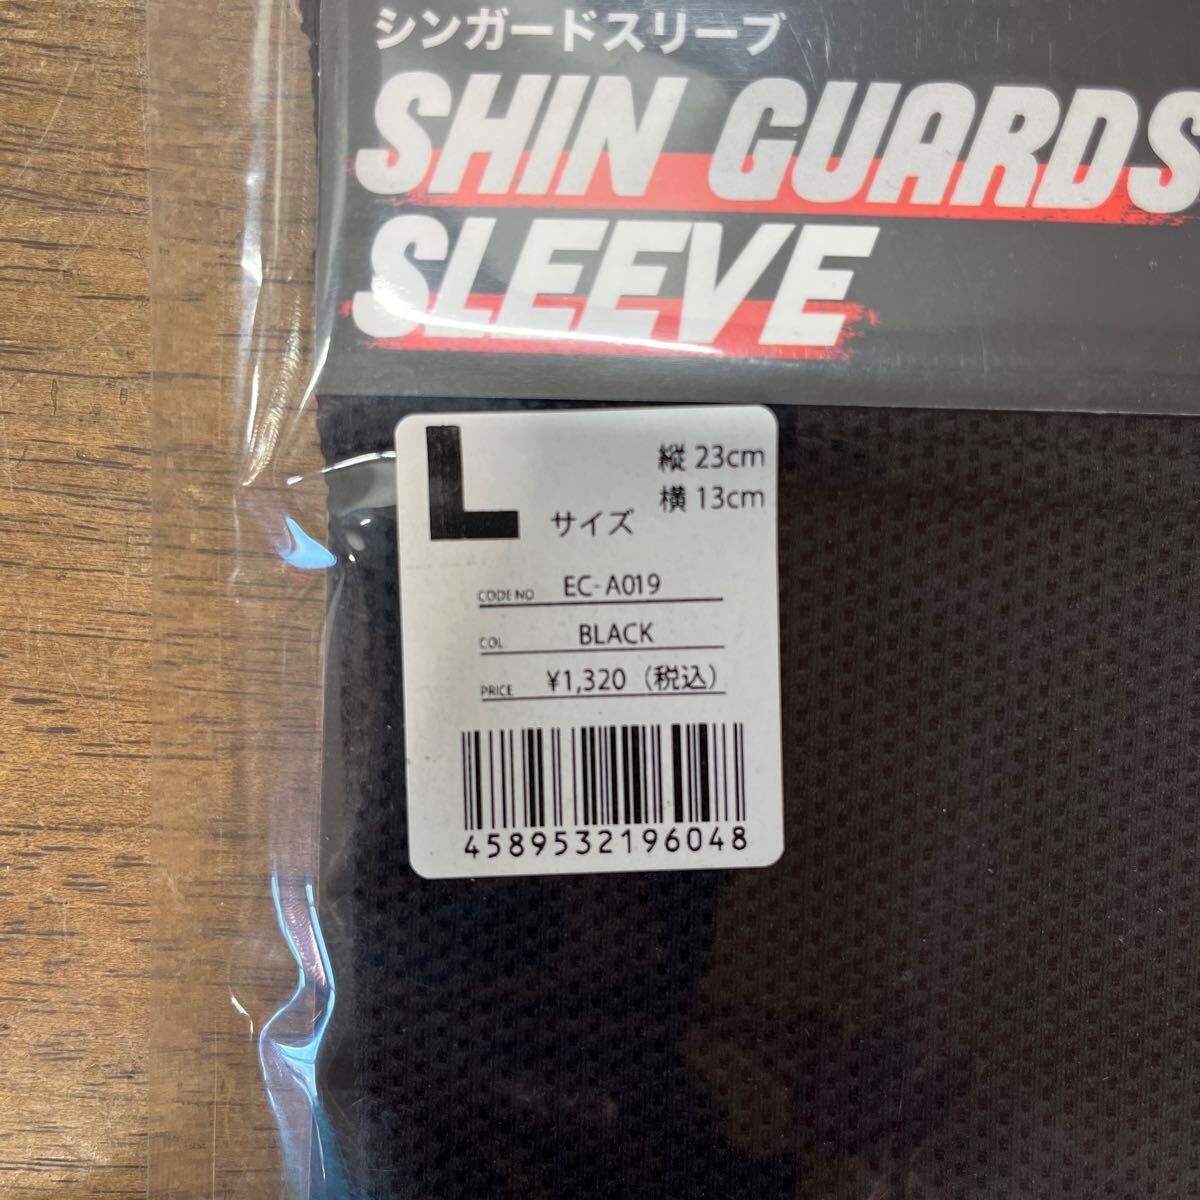 シンガードスリーブ
SHIN GUARDS
SLEEVE
L サイズ
縦 23cm
横 13cm
CODE NO EC-A019
COL BLACK
PRICE ¥1,320（税込）
4589532196048